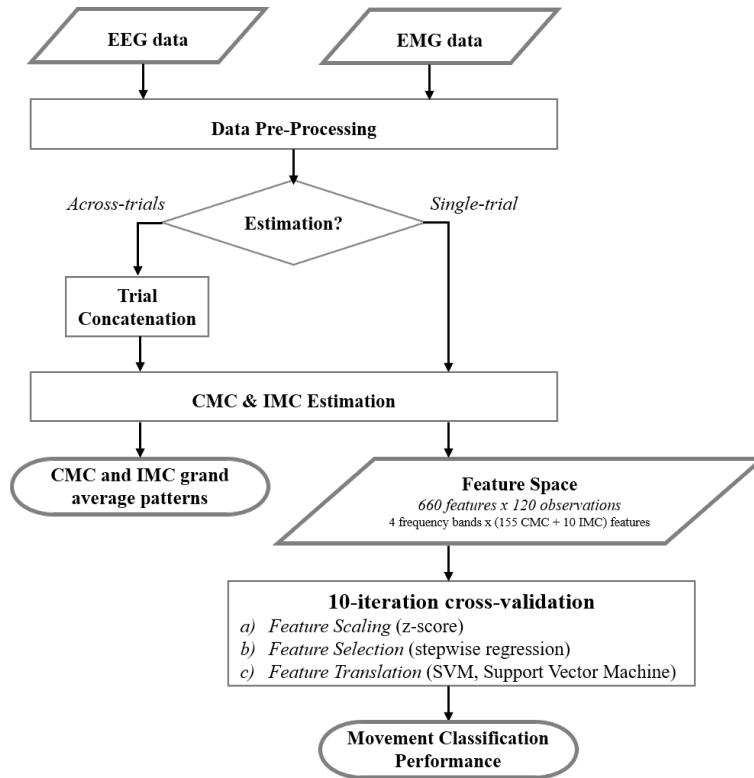 EEG data
EMG data
Data Pre-Processing
Across-trials
Single-trial
Estimation?
Trial
Concatenation
CMC & IMC Estimation
CMC and IMC grand
average patterns
Feature Space
660 features x 120 observations
4 frequency bands x (155 CMC + 10 IMC) features
10-iteration cross-validation
a) Feature Scaling (z-score)
b) Feature Selection (stepwise regression)
c) Feature Translation (SVM, Support Vector Machine)
Movement Classification
Performance